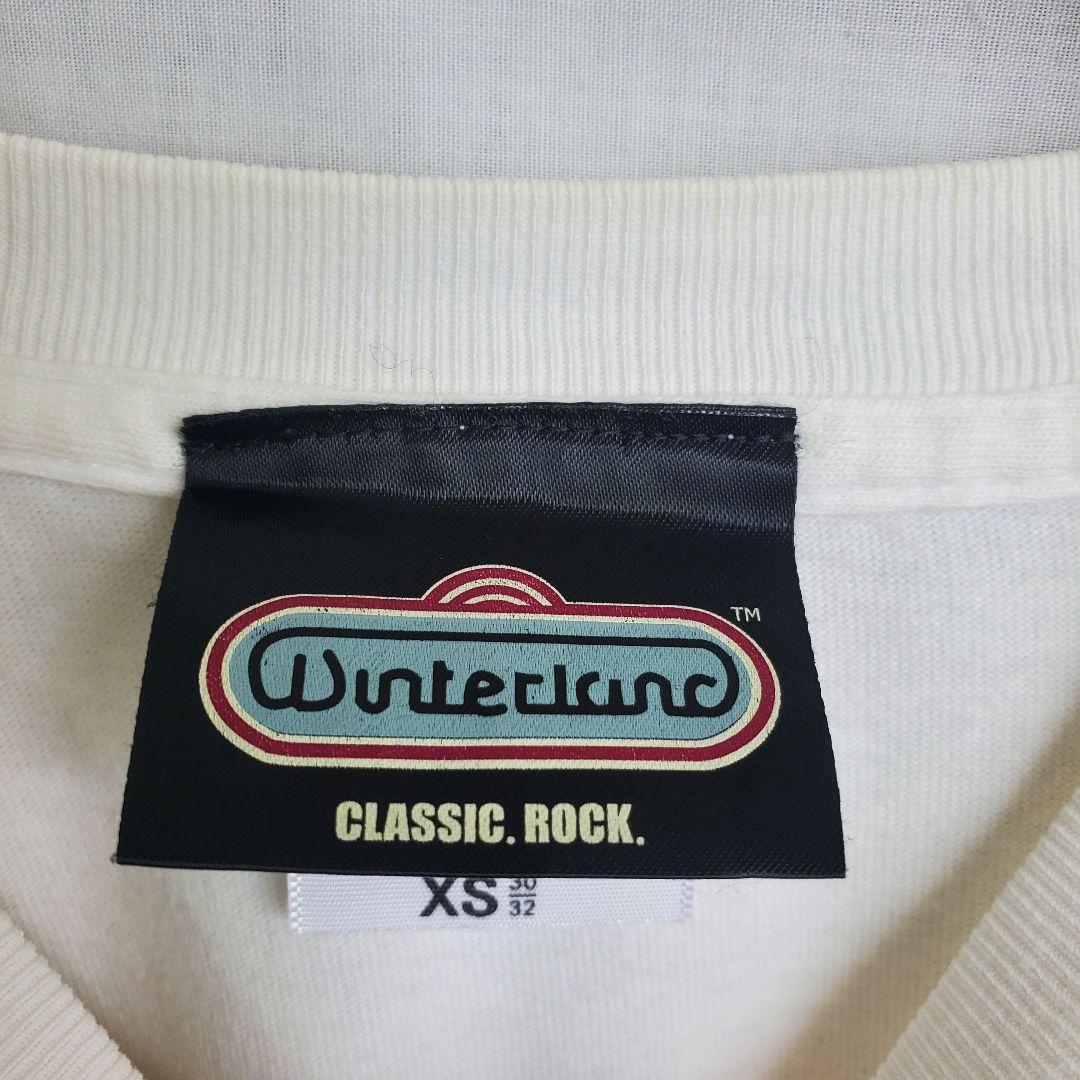 Winterland TM
CLASSIC. ROCK.
XS 30
32